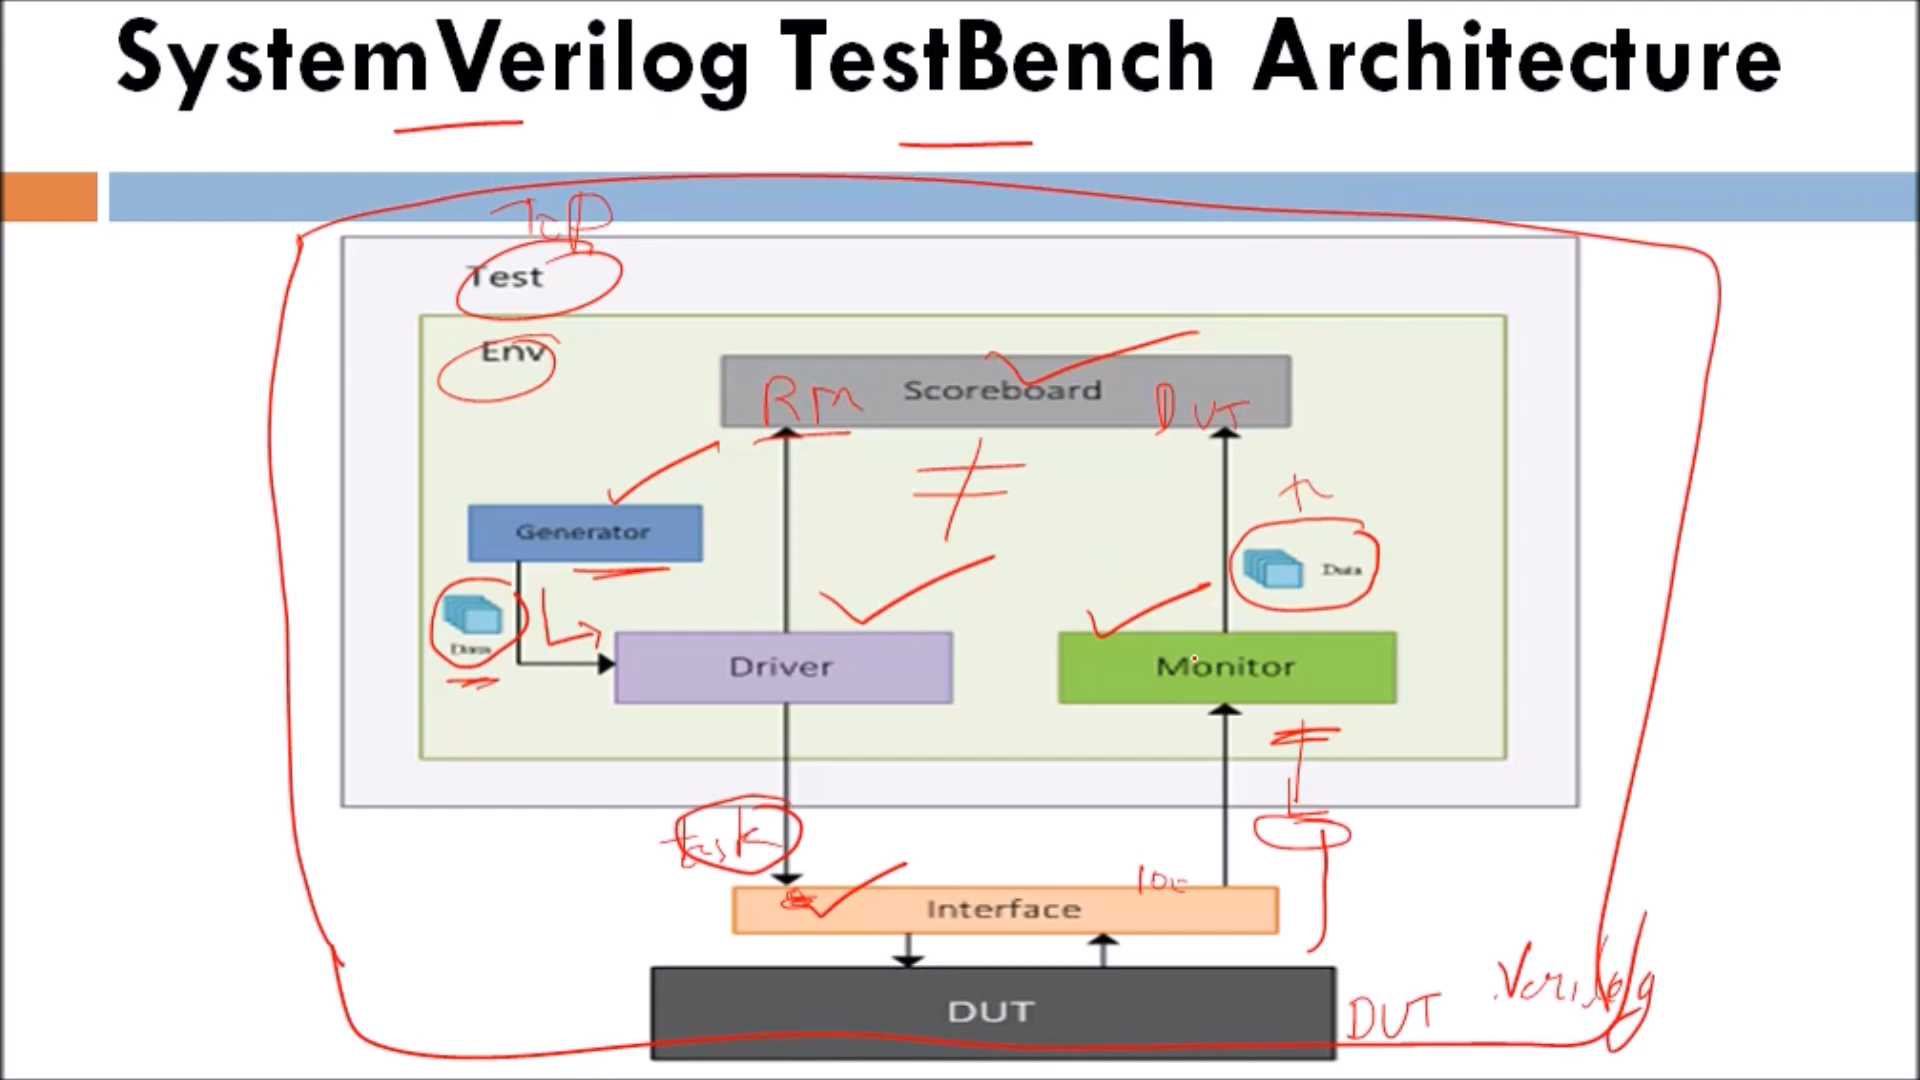 SystemVerilog TestBench Architecture
Top
Test
Env
RM Scoreboard DUT
Generator
Data
Data
Driver
Monitor
task
Interface
DUT
DUT Verilog